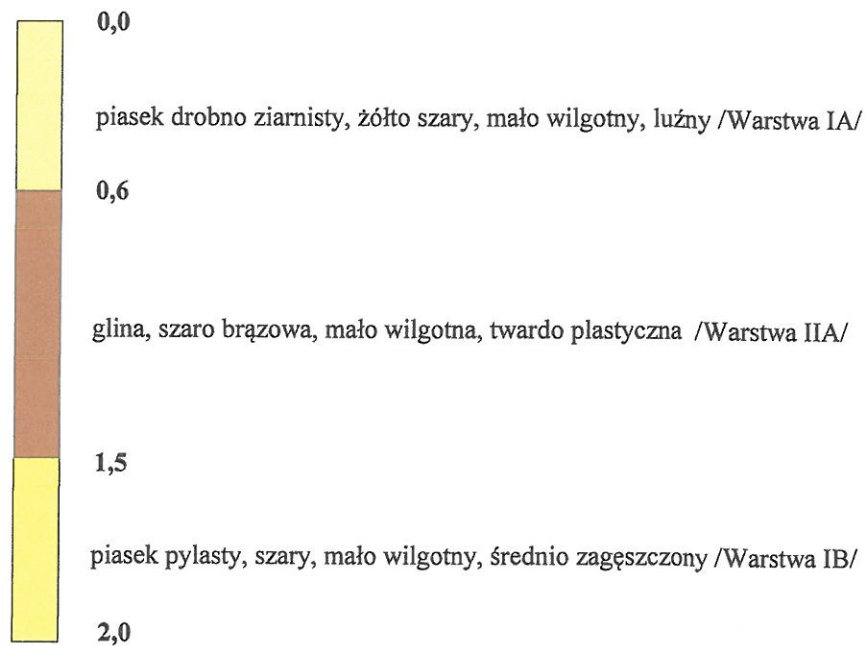 0,0
piasek drobno ziarnisty, żółto szary, mało wilgotny, luźny /Warstwa IA/
0,6
glina, szaro brązowa, mało wilgotna, twardo plastyczna /Warstwa IIA/
1,5
piasek pylasty, szary, mało wilgotny, średnio zagęszczony /Warstwa IB/
2,0